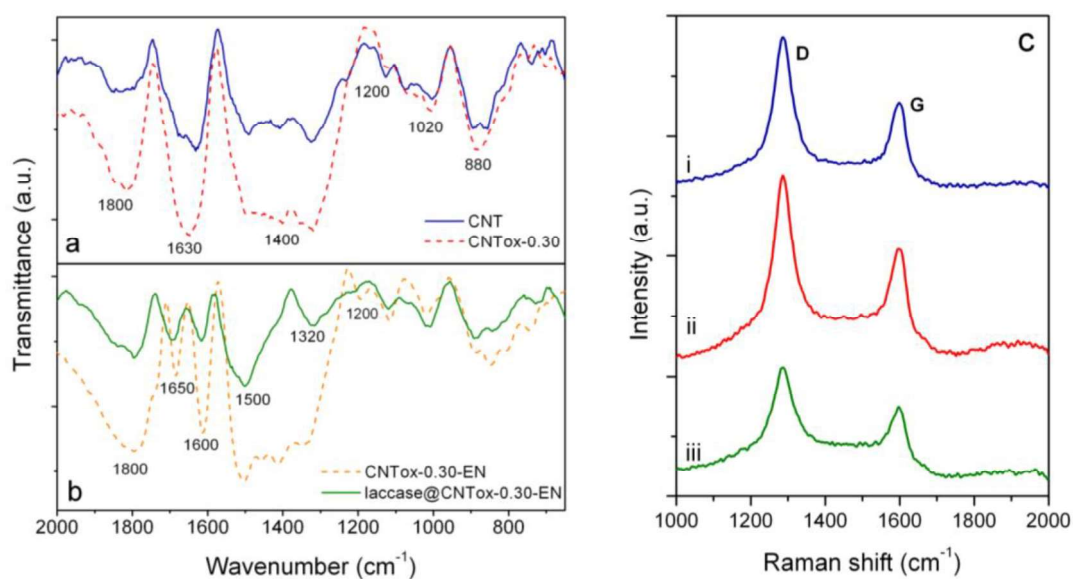 Transmittance (a.u.)
1800
1630
1400
1200
1020
880
a
CNT
CNTox-0.30
1800
1650
1600
1500
1320
1200
b
CNTox-0.30-EN
laccase@CNTox-0.30-EN
2000 1800 1600 1400 1200 1000 800
Wavenumber (cm⁻¹)
C
D
G
i
ii
iii
Intensity (a.u.)
1000 1200 1400 1600 1800 2000
Raman shift (cm⁻¹)